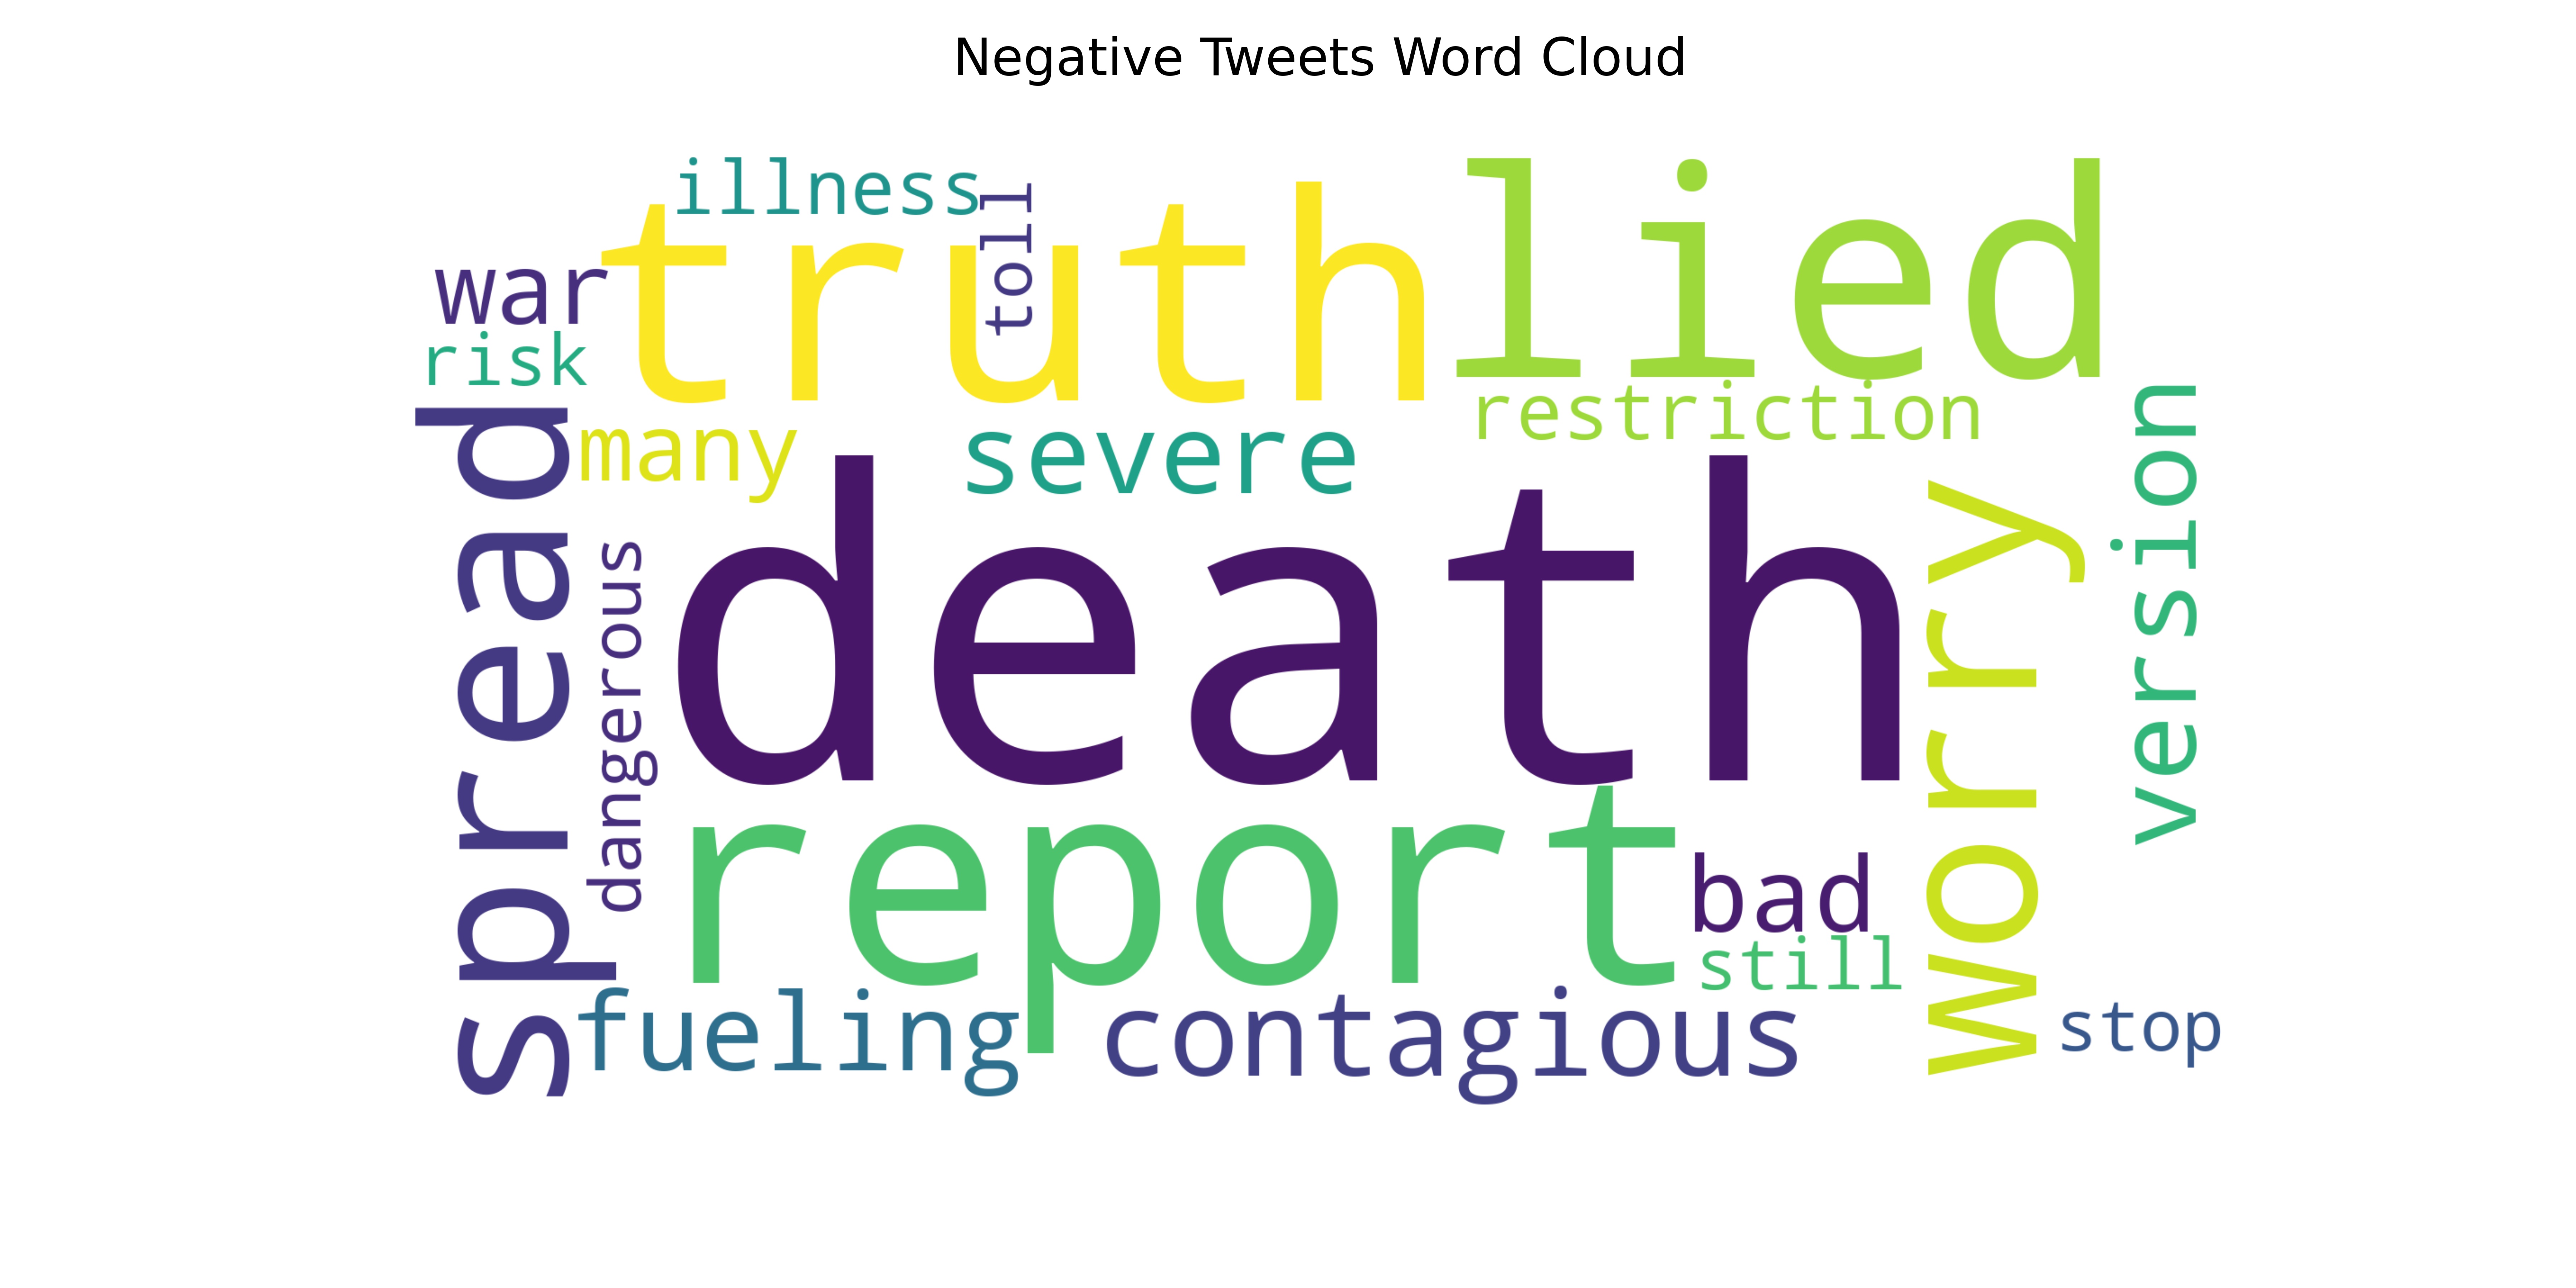 Negative Tweets Word Cloud
illness
toll
truth
lied
war
risk
restriction
many
severe
spread
dangerous
death
worry
version
report
bad
still
fueling
contagious
stop